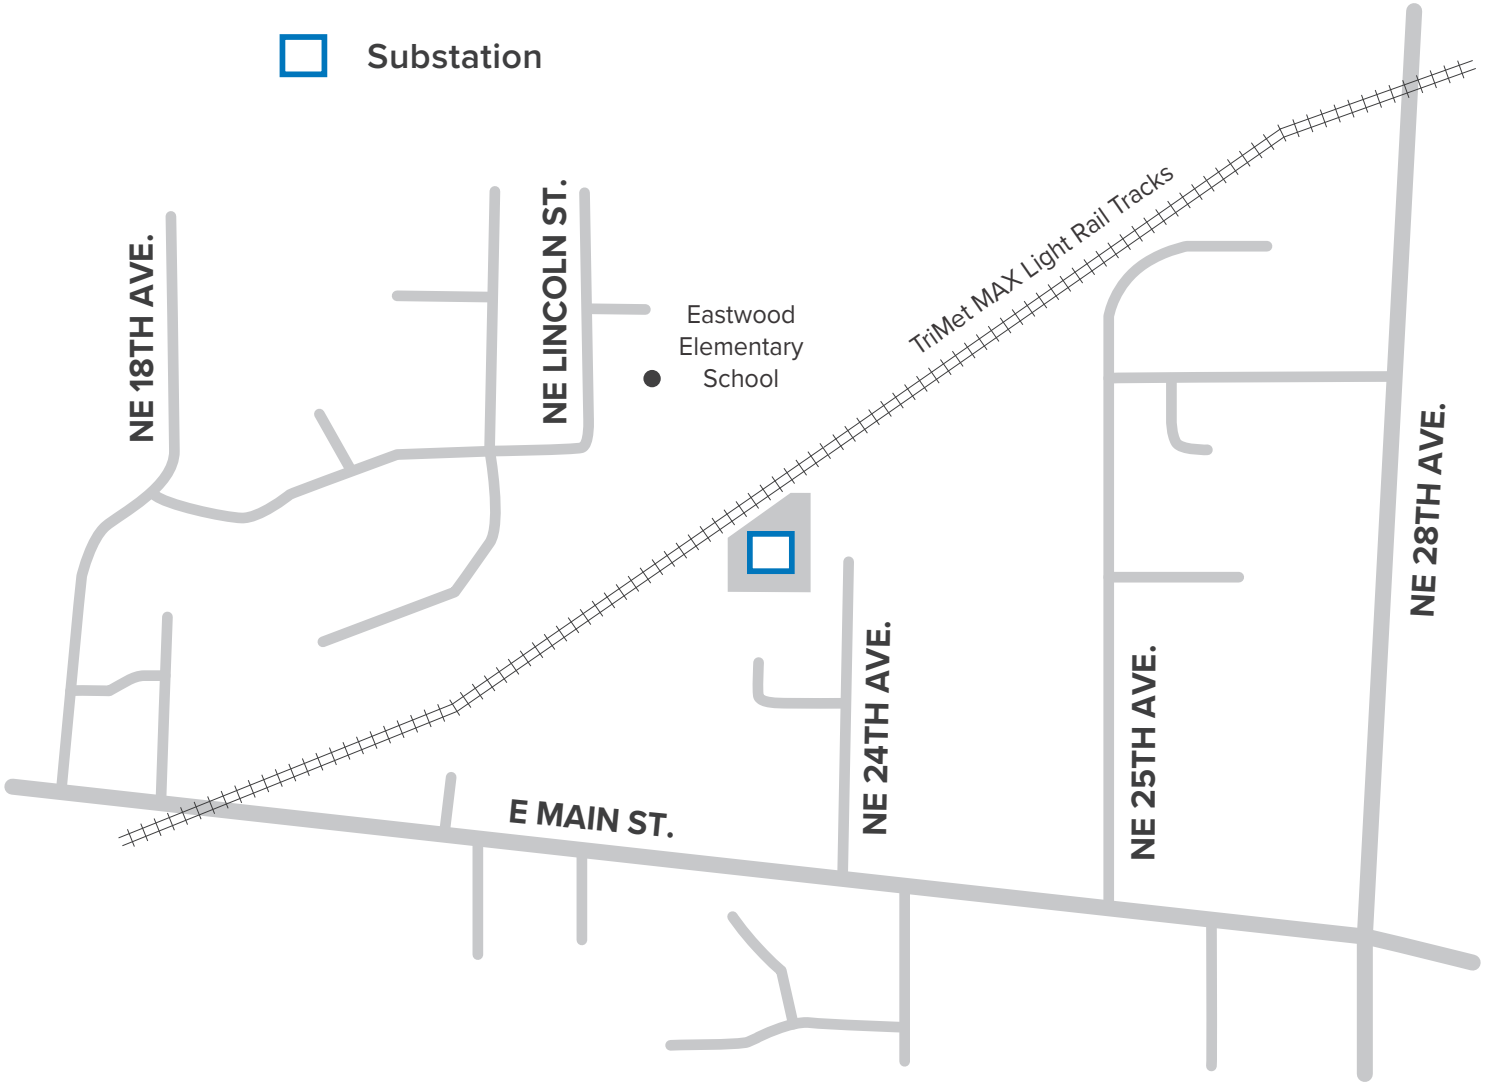 Substation
NE 18TH AVE.
NE LINCOLN ST.
Eastwood
Elementary
School
TriMet MAX Light Rail Tracks
NE 28TH AVE.
NE 24TH AVE.
NE 25TH AVE.
E MAIN ST.